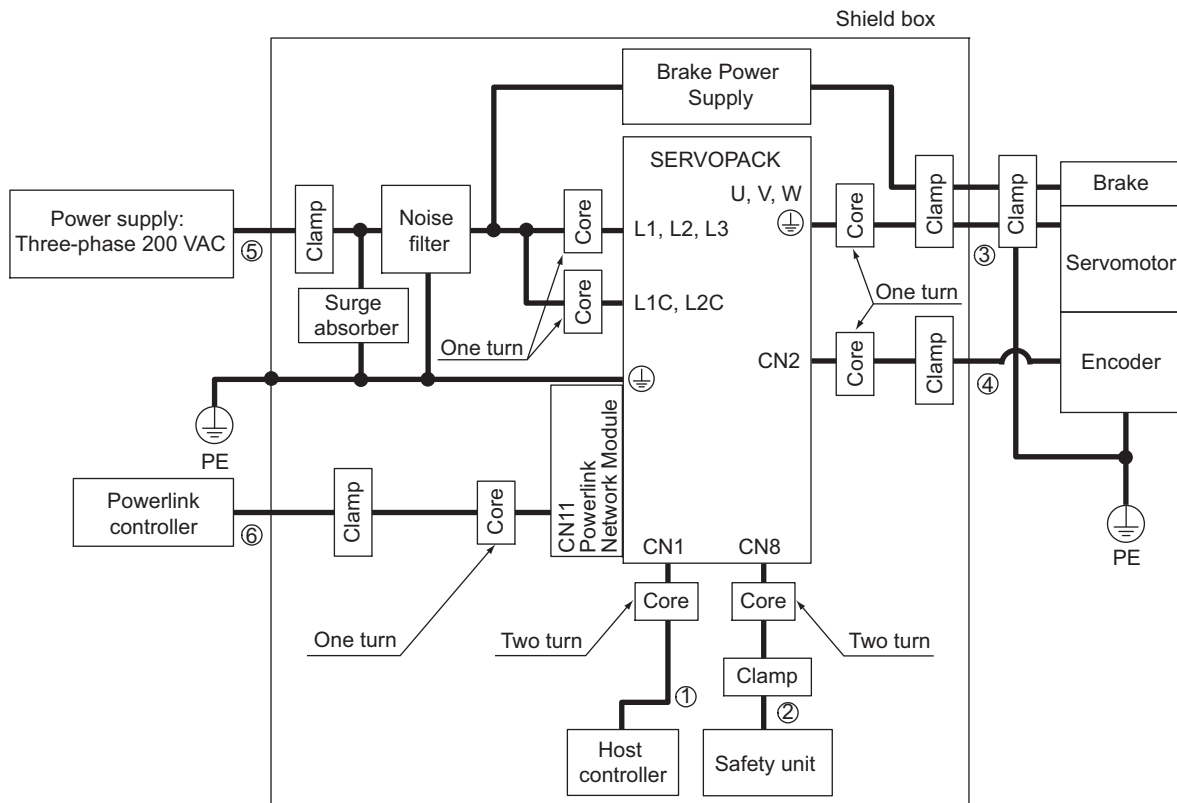 Shield box
Brake Power
Supply
SERVOPACK
U, V, W
Core
Clamp
Clamp
Brake
Power supply:
Three-phase 200 VAC
⑤
Clamp
Noise
filter
Core
L1, L2, L3
③
Servomotor
Surge
absorber
Core
L1C, L2C
One turn
One turn
CN2
Core
Clamp
④
Encoder
PE
Powerlink
controller
⑥
Clamp
Core
CN11
Powerlink
Network Module
CN1
CN8
PE
Core
Core
One turn
Two turn
Two turn
Clamp
①
②
Host
controller
Safety unit